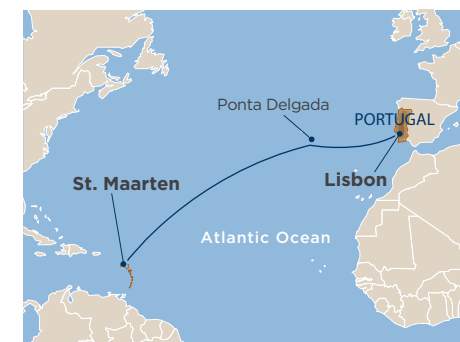 Ponta Delgada
PORTUGAL
St. Maarten
Lisbon
Atlantic Ocean